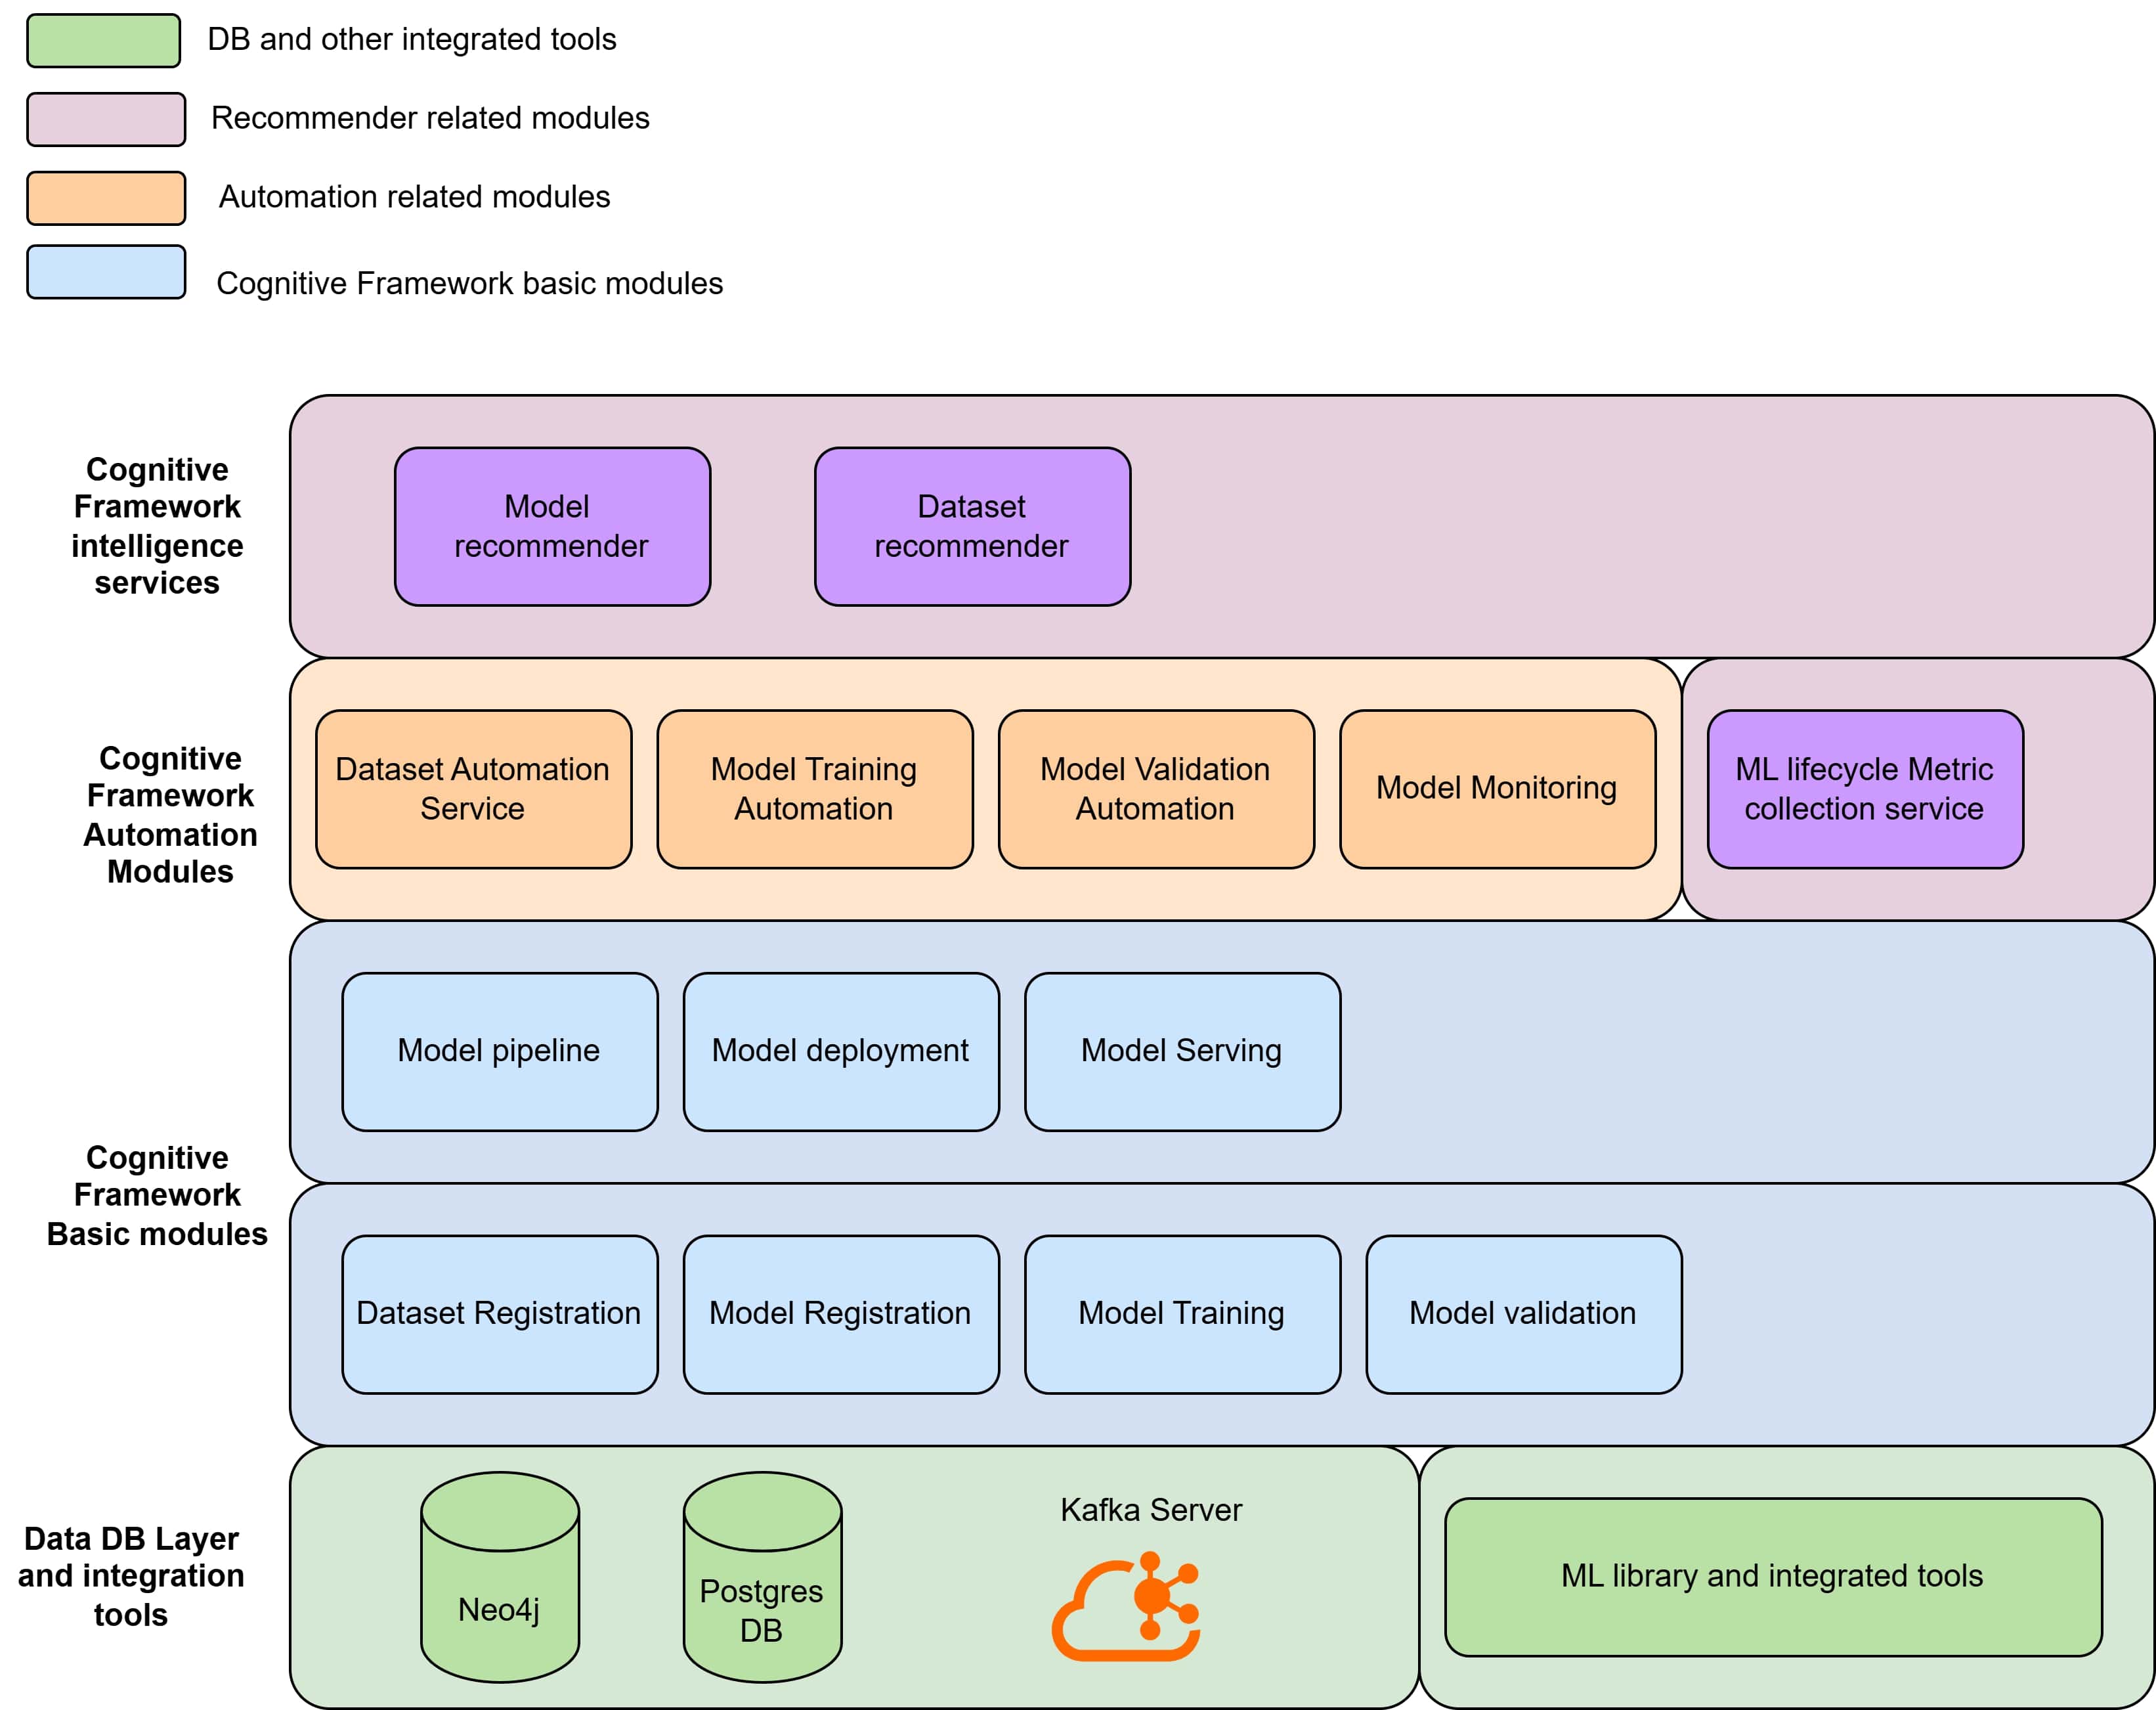 DB and other integrated tools
Recommender related modules
Automation related modules
Cognitive Framework basic modules
Cognitive
Framework
intelligence
services
Model
recommender
Dataset
recommender
Cognitive
Framework
Automation
Modules
Dataset Automation
Service
Model Training
Automation
Model Validation
Automation
Model Monitoring
ML lifecycle Metric
collection service
Cognitive
Framework
Basic modules
Model pipeline
Model deployment
Model Serving
Dataset Registration
Model Registration
Model Training
Model validation
Data DB Layer
and integration
tools
Neo4j
Postgres
DB
Kafka Server
ML library and integrated tools